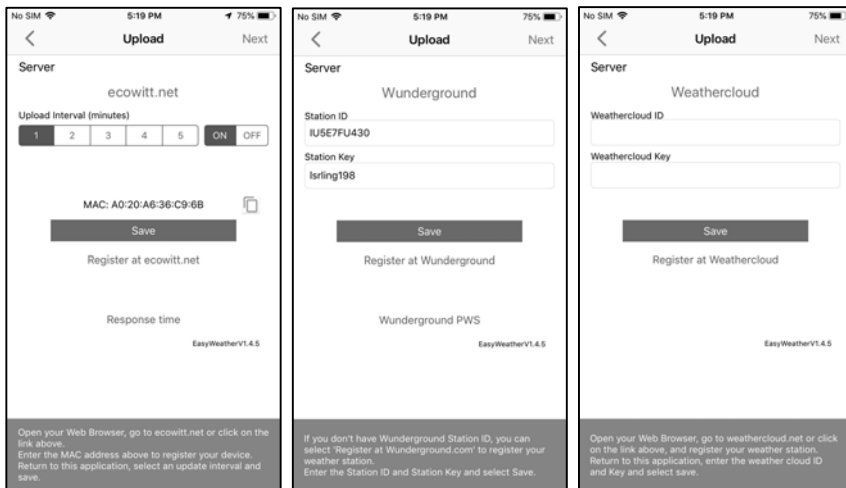 No SIM 5:19 PM 75%
Upload Next
Server
ecowitt.net
Upload Interval (minutes)
1 2 3 4 5 ON OFF
MAC: A0:20:A6:36:C9:6B
Save
Register at ecowitt.net
Response time
EasyWeatherV1.4.5
Open your Web Browser, go to ecowitt.net or click on the
link above.
Enter the MAC address above to register your device.
Return to this application, select an update interval and
save.
No SIM 5:19 PM 75%
Upload Next
Server
Wunderground
Station ID
IU5E7FU430
Station Key
lsrling198
Save
Register at Wunderground
Wunderground PWS
EasyWeatherV1.4.5
If you don't have Wunderground Station ID, you can
select 'Register at Wunderground.com' to register your
weather station.
Enter the Station ID and Station Key and select Save.
No SIM 5:19 PM 75%
Upload Next
Server
Weathercloud
Weathercloud ID
Weathercloud Key
Save
Register at Weathercloud
EasyWeatherV1.4.5
Open your Web Browser, go to weathercloud.net or click
on the link above, and register your weather station.
Return to this application, enter the weather cloud ID
and Key and select save.